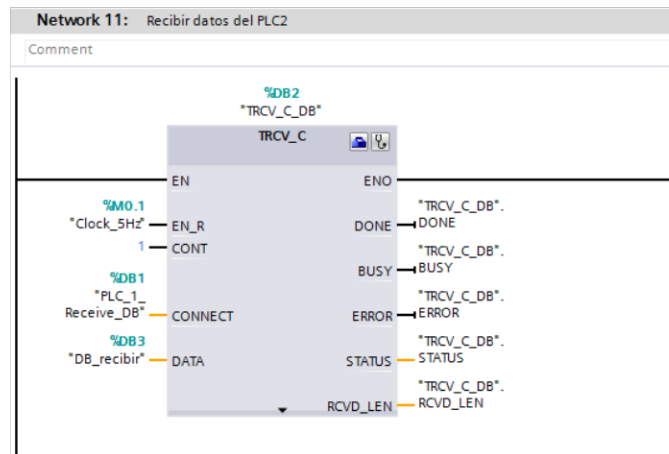 Network 11: Recibir datos del PLC2
Comment
%DB2
"TRCV_C_DB"
TRCV_C
EN
ENO
%M0.1
"Clock_5Hz"
EN_R
1
CONT
%DB1
"PLC_1_
Receive_DB"
CONNECT
%DB3
"DB_recibir"
DATA
"TRCV_C_DB".
DONE
DONE
"TRCV_C_DB".
BUSY
BUSY
"TRCV_C_DB".
ERROR
ERROR
"TRCV_C_DB".
STATUS
STATUS
"TRCV_C_DB".
RCVD_LEN
RCVD_LEN